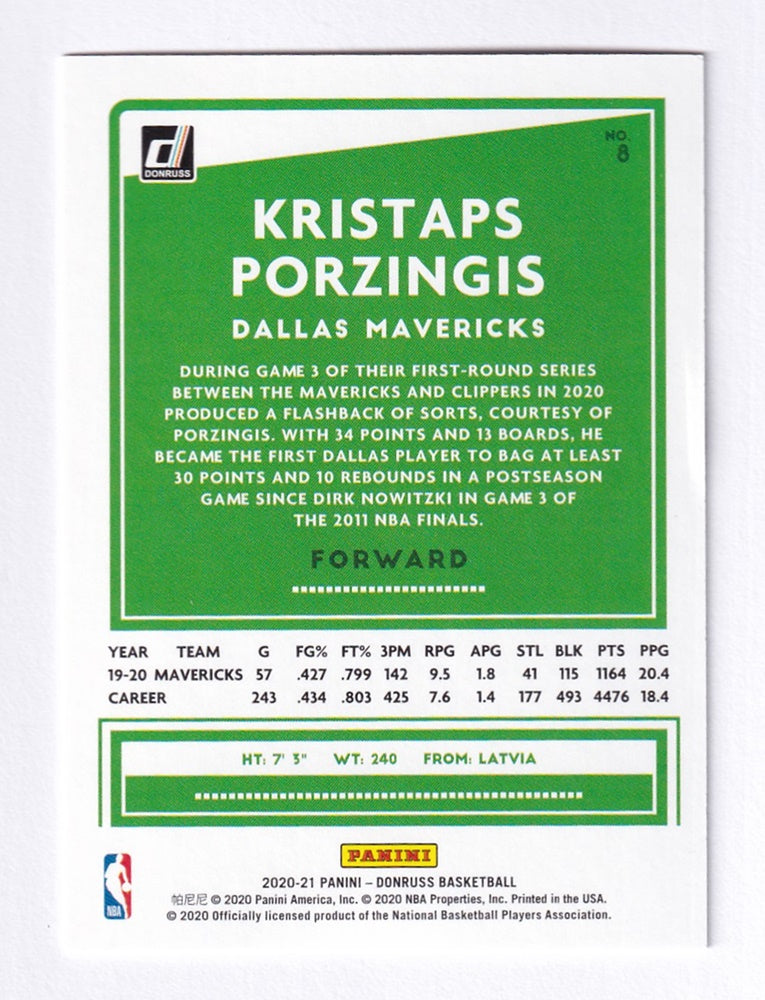 DONRUSS
NO.
8
KRISTAPS
PORZINGIS
DALLAS MAVERICKS
DURING GAME 3 OF THEIR FIRST-ROUND SERIES
BETWEEN THE MAVERICKS AND CLIPPERS IN 2020
PRODUCED A FLASHBACK OF SORTS, COURTESY OF
PORZINGIS. WITH 34 POINTS AND 13 BOARDS, HE
BECAME THE FIRST DALLAS PLAYER TO BAG AT LEAST
30 POINTS AND 10 REBOUNDS IN A POSTSEASON
GAME SINCE DIRK NOWITZKI IN GAME 3 OF
THE 2011 NBA FINALS.
FORWARD
YEAR TEAM G FG% FT% 3PM RPG APG STL BLK PTS PPG
19-20 MAVERICKS 57 .427 .799 142 9.5 1.8 41 115 1164 20.4
CAREER 243 .434 .803 425 7.6 1.4 177 493 4476 18.4
HT: 7' 3" WT: 240 FROM: LATVIA
PANINI
NBA
2020-21 PANINI – DONRUSS BASKETBALL
帕尼尼 © 2020 Panini America, Inc. © 2020 NBA Properties, Inc. Printed in the USA.
© 2020 Officially licensed product of the National Basketball Players Association.